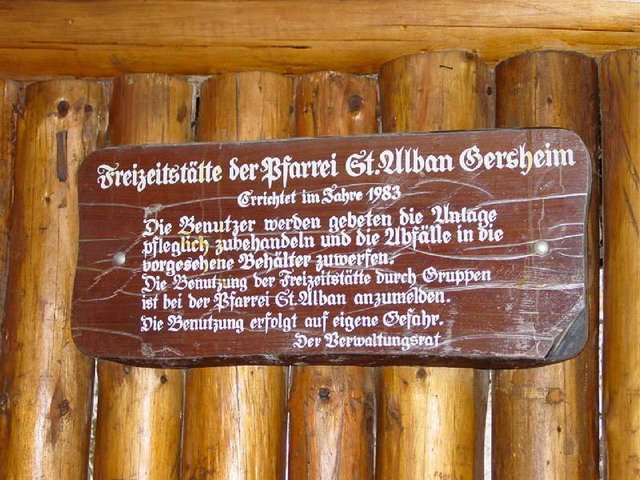 Freizeitstätte der Pfarrei St. Alban Gersheim
Errichtet im Jahre 1983
Die Benutzer werden gebeten die Anlage
pfleglich zubehandeln und die Abfälle in die
vorgesehene Behälter zuwerfen.
Die Benutzung der Freizeitstätte durch Gruppen
ist bei der Pfarrei St. Alban anzumelden.
Die Benutzung erfolgt auf eigene Gefahr.
Der Verwaltungsrat